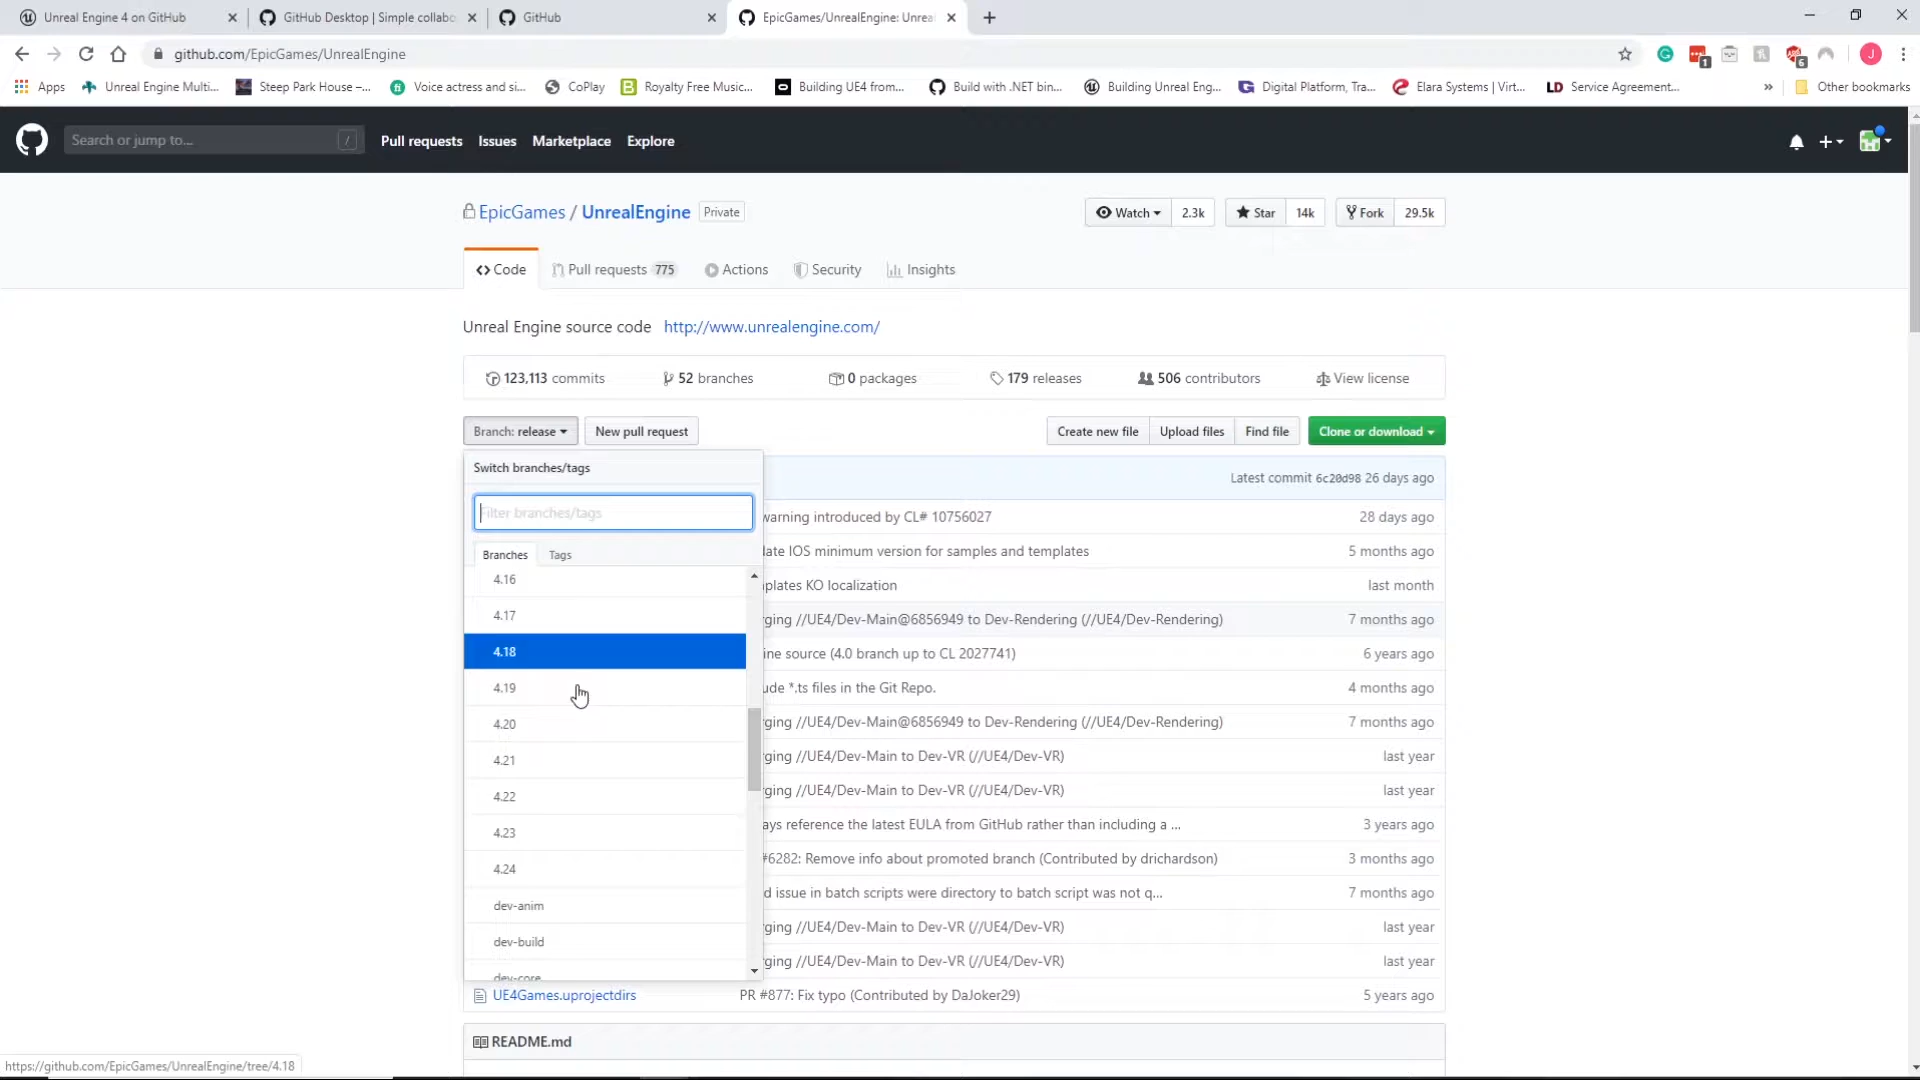 Unreal Engine 4 on GitHub
GitHub Desktop | Simple collabo
GitHub
EpicGames/UnrealEngine: Unrea
github.com/EpicGames/UnrealEngine
1
6
J
Apps
Unreal Engine Multi...
Steep Park House –...
Voice actress and si...
CoPlay
Royalty Free Music...
Building UE4 from...
Build with .NET bin...
Building Unreal Eng...
Digital Platform, Tra...
Elara Systems | Virt...
LD Service Agreement...
» Other bookmarks
Search or jump to... /
Pull requests Issues Marketplace Explore
EpicGames / UnrealEngine Private
Watch 2.3k
Star 14k
Fork 29.5k
Code
Pull requests 775
Actions
Security
Insights
Unreal Engine source code http://www.unrealengine.com/
123,113 commits
52 branches
0 packages
179 releases
506 contributors
View license
Branch: release
New pull request
Create new file
Upload files
Find file
Clone or download
Switch branches/tags
Filter branches/tags
Branches Tags
4.16
4.17
4.18
4.19
4.20
4.21
4.22
4.23
4.24
dev-anim
dev-build
dev-core
Latest commit 6c20d98 26 days ago
warning introduced by CL# 10756027 28 days ago
date IOS minimum version for samples and templates 5 months ago
plates KO localization last month
rging //UE4/Dev-Main@6856949 to Dev-Rendering (//UE4/Dev-Rendering) 7 months ago
ine source (4.0 branch up to CL 2027741) 6 years ago
ude *.ts files in the Git Repo. 4 months ago
rging //UE4/Dev-Main@6856949 to Dev-Rendering (//UE4/Dev-Rendering) 7 months ago
rging //UE4/Dev-Main to Dev-VR (//UE4/Dev-VR) last year
rging //UE4/Dev-Main to Dev-VR (//UE4/Dev-VR) last year
ays reference the latest EULA from GitHub rather than including a ... 3 years ago
#6282: Remove info about promoted branch (Contributed by drichardson) 3 months ago
d issue in batch scripts were directory to batch script was not q... 7 months ago
rging //UE4/Dev-Main to Dev-VR (//UE4/Dev-VR) last year
rging //UE4/Dev-Main to Dev-VR (//UE4/Dev-VR) last year
UE4Games.uprojectdirs PR #877: Fix typo (Contributed by DaJoker29) 5 years ago
README.md
https://github.com/EpicGames/UnrealEngine/tree/4.18